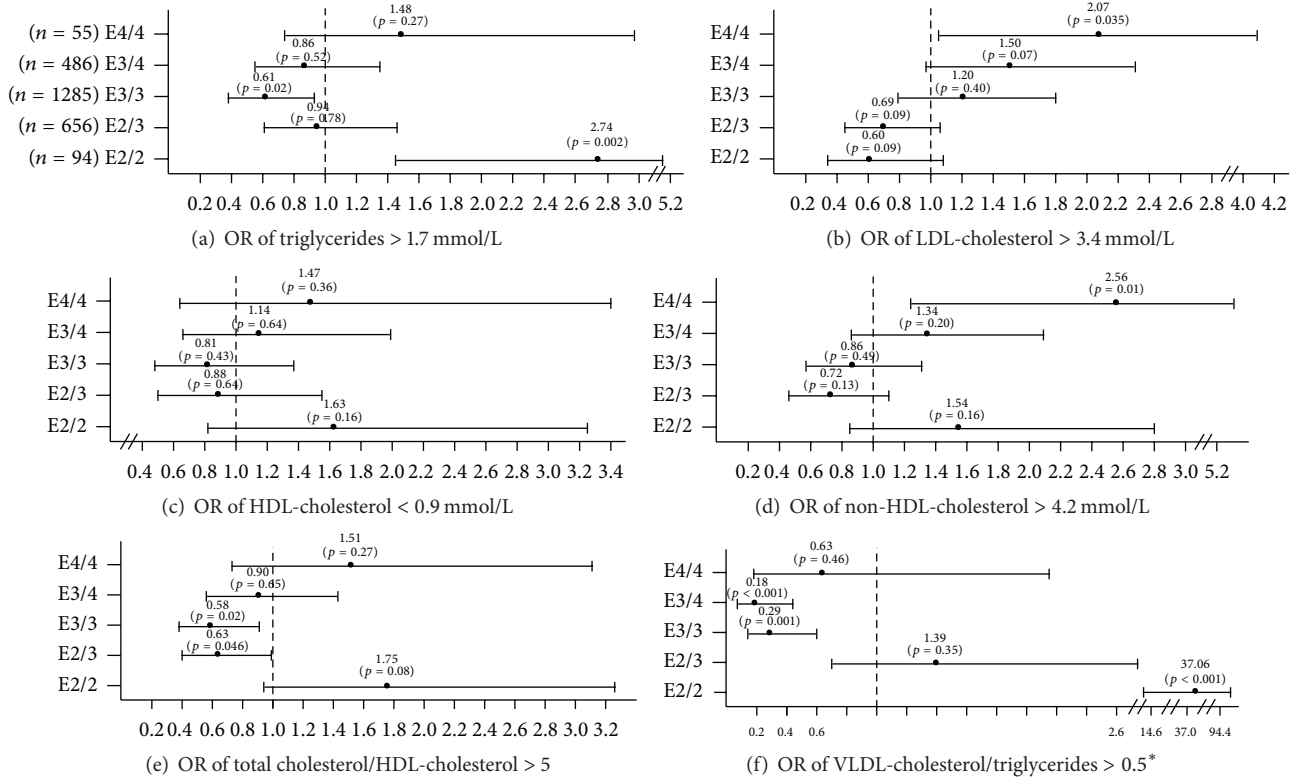 1.48
(p = 0.27)
(n = 55) E4/4
0.86
(p = 0.52)
(n = 486) E3/4
0.61
(p = 0.02)
(n = 1285) E3/3
0.94
(p = 0.78)
(n = 656) E2/3
2.74
(p = 0.002)
(n = 94) E2/2
0.2 0.4 0.6 0.8 1.0 1.2 1.4 1.6 1.8 2.0 2.2 2.4 2.6 3.0 5.2
(a) OR of triglycerides > 1.7 mmol/L
2.07
(p = 0.035)
E4/4
1.50
(p = 0.07)
E3/4
1.20
(p = 0.40)
E3/3
0.69
(p = 0.09)
E2/3
0.60
(p = 0.09)
E2/2
0.2 0.4 0.6 0.8 1.0 1.2 1.4 1.6 1.8 2.0 2.2 2.4 2.6 4.0 4.2
(b) OR of LDL-cholesterol > 3.4 mmol/L
1.47
(p = 0.36)
E4/4
1.14
(p = 0.64)
E3/4
0.81
(p = 0.43)
E3/3
0.88
(p = 0.64)
E2/3
1.63
(p = 0.16)
E2/2
0.4 0.6 0.8 1.0 1.2 1.4 1.6 1.8 2.0 2.2 2.4 2.6 2.8 3.0 3.2 3.4
(c) OR of HDL-cholesterol < 0.9 mmol/L
2.56
(p = 0.01)
E4/4
1.34
(p = 0.20)
E3/4
0.86
(p = 0.49)
E3/3
0.72
(p = 0.13)
E2/3
1.54
(p = 0.16)
E2/2
0.2 0.4 0.6 0.8 1.0 1.2 1.4 1.6 1.8 2.0 2.2 2.4 2.6 2.8 3.0 5.2
(d) OR of non-HDL-cholesterol > 4.2 mmol/L
1.51
(p = 0.27)
E4/4
0.90
(p = 0.65)
E3/4
0.58
(p = 0.02)
E3/3
0.63
(p = 0.046)
E2/3
1.75
(p = 0.08)
E2/2
0.2 0.4 0.6 0.8 1.0 1.2 1.4 1.6 1.8 2.0 2.2 2.4 2.6 2.8 3.0 3.2
(e) OR of total cholesterol/HDL-cholesterol > 5
0.63
(p = 0.46)
E4/4
0.18
(p < 0.001)
E3/4
0.29
(p = 0.001)
E3/3
1.39
(p = 0.35)
E2/3
37.06
(p < 0.001)
E2/2
0.2 0.4 0.6 2.6 14.6 37.0 94.4
(f) OR of VLDL-cholesterol/triglycerides > 0.5*